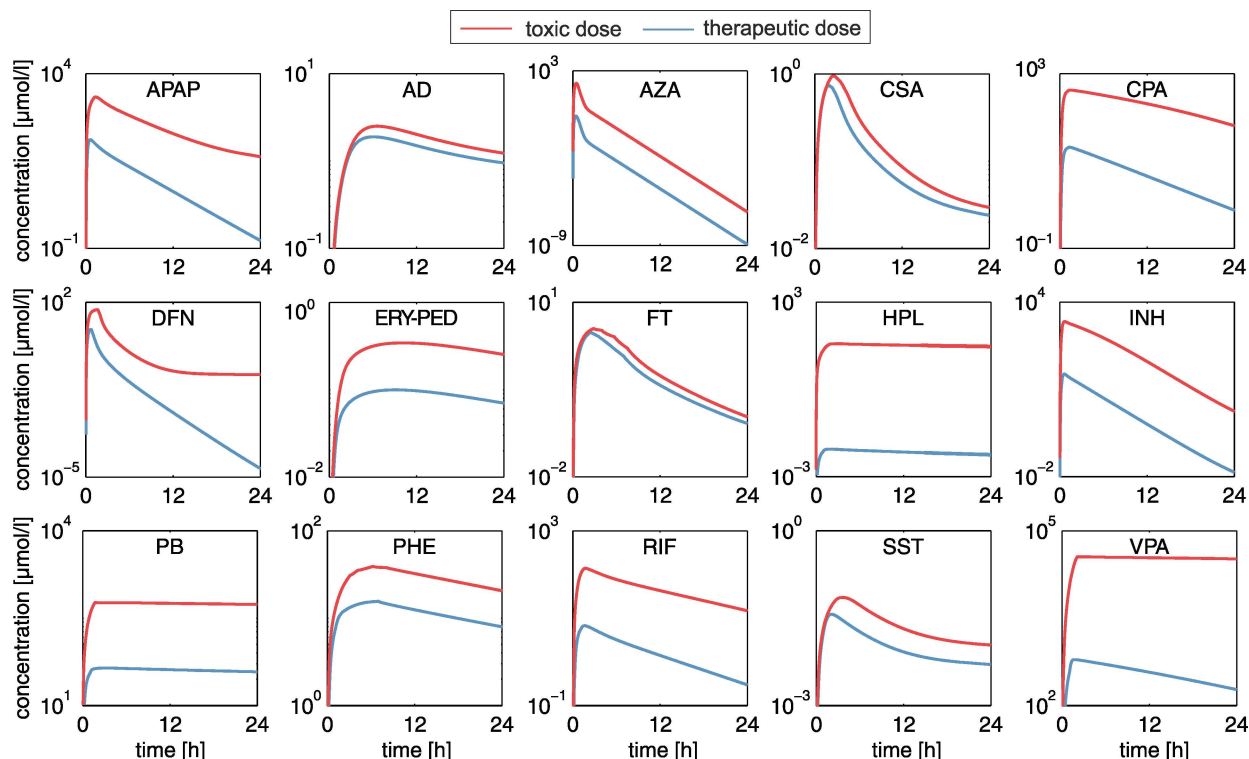 toxic dose therapeutic dose
concentration [µmol/l]
10^4 APAP 10^-1 0 12 24
10^1 AD 10^-1 0 12 24
10^3 AZA 10^-9 0 12 24
10^0 CSA 10^-2 0 12 24
10^3 CPA 10^-1 0 12 24
concentration [µmol/l]
10^2 DFN 10^-5 0 12 24
10^0 ERY-PED 10^-2 0 12 24
10^1 FT 10^-2 0 12 24
10^3 HPL 10^-3 0 12 24
10^4 INH 10^-2 0 12 24
concentration [µmol/l]
10^4 PB 10^1 0 12 24 time [h]
10^2 PHE 10^0 0 12 24 time [h]
10^3 RIF 10^-1 0 12 24 time [h]
10^0 SST 10^-3 0 12 24 time [h]
10^5 VPA 10^2 0 12 24 time [h]